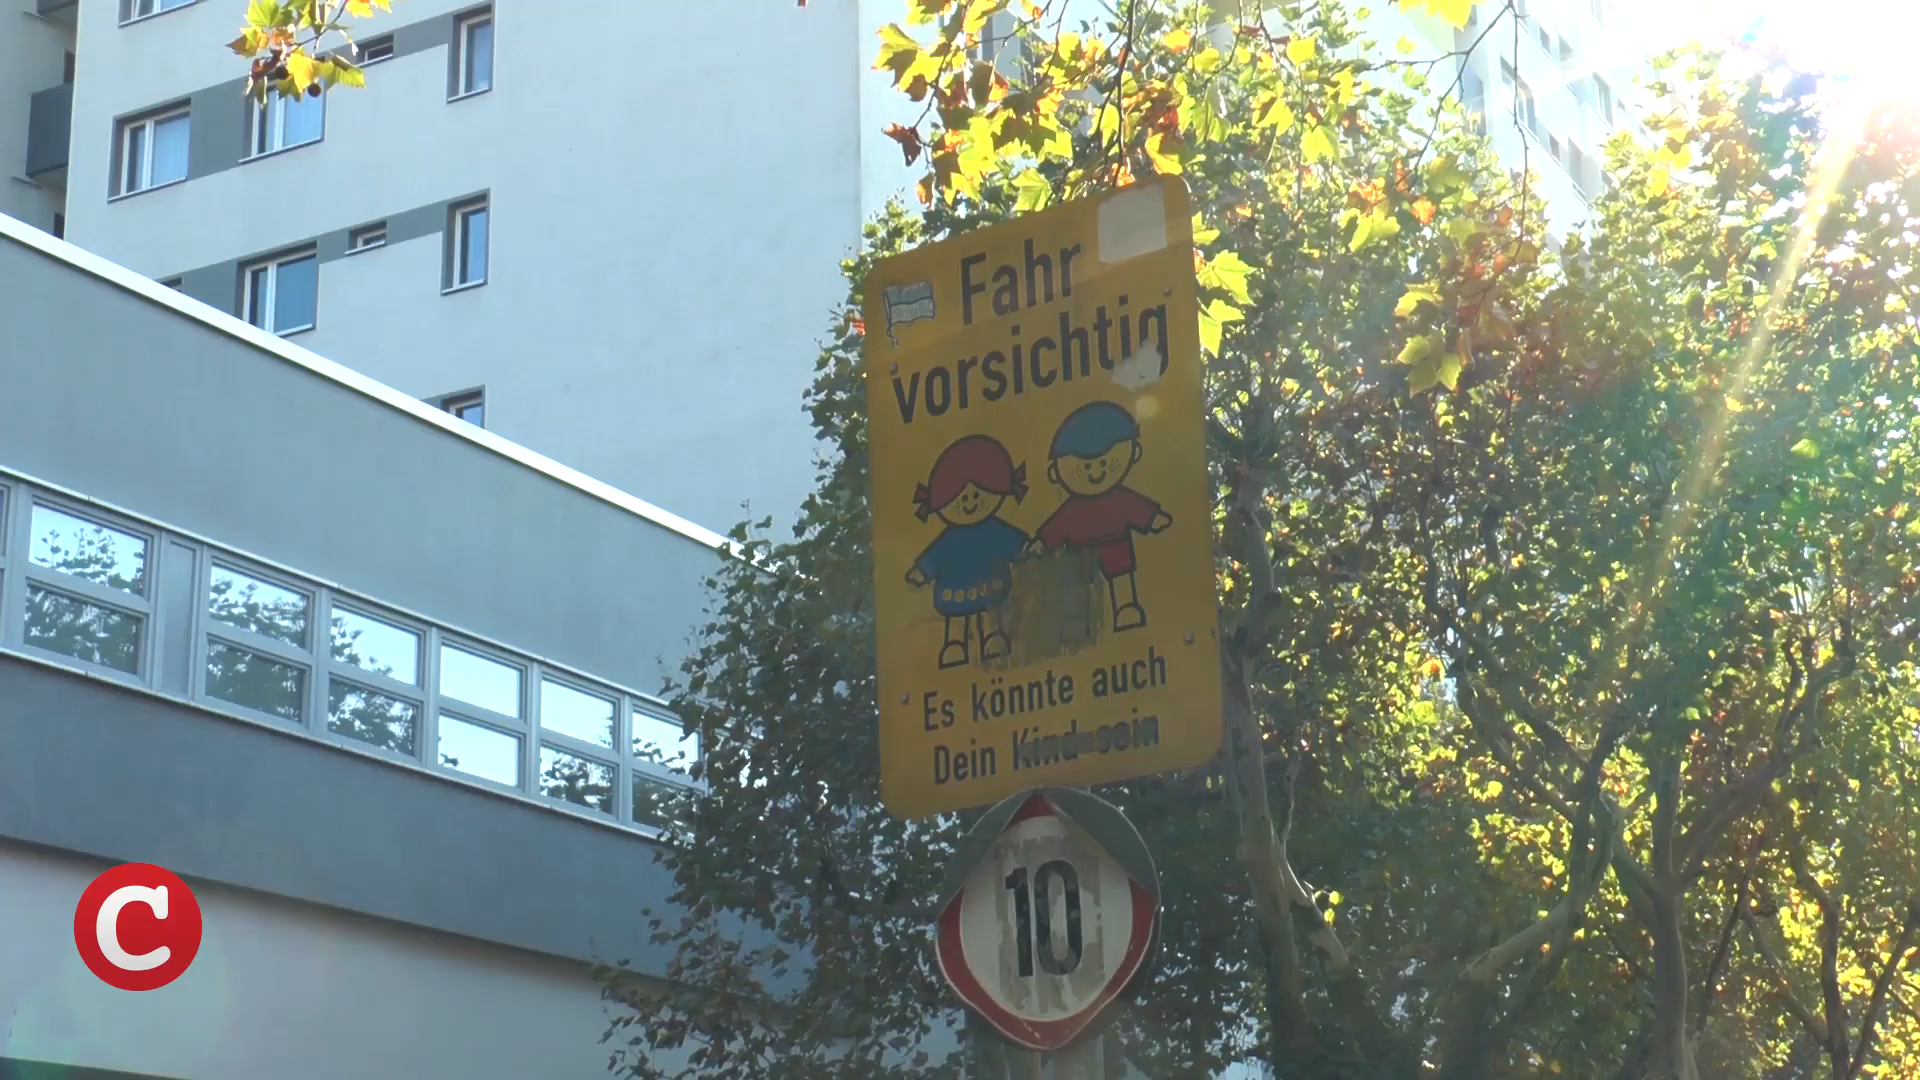 Fahr
vorsichtig
Es könnte auch
Dein Kind sein
10
C